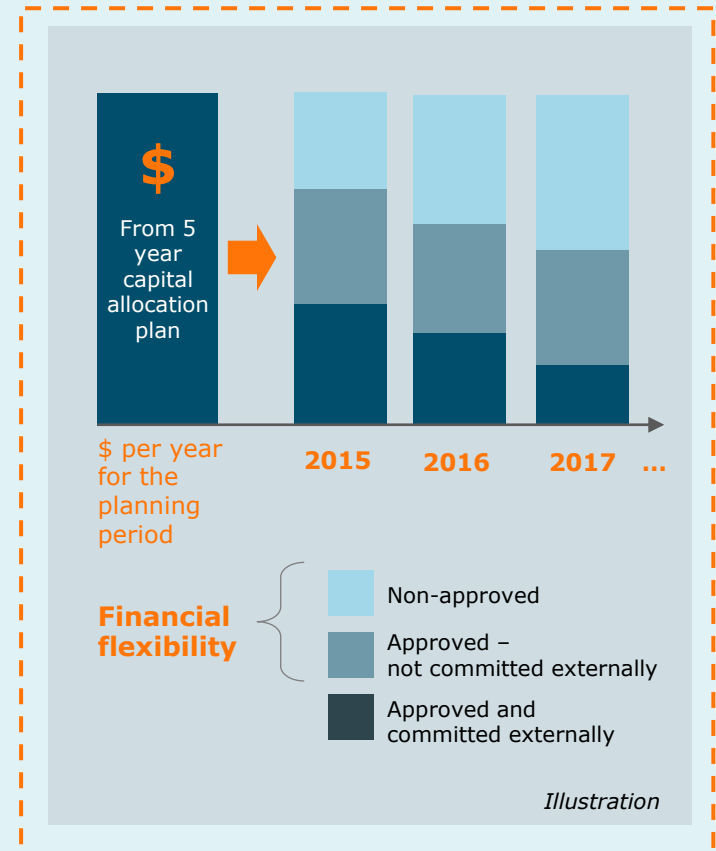 $
From 5
year
capital
allocation
plan
$ per year
for the
planning
period
2015
2016
2017
...
Financial
flexibility
Non-approved
Approved –
not committed externally
Approved and
committed externally
Illustration